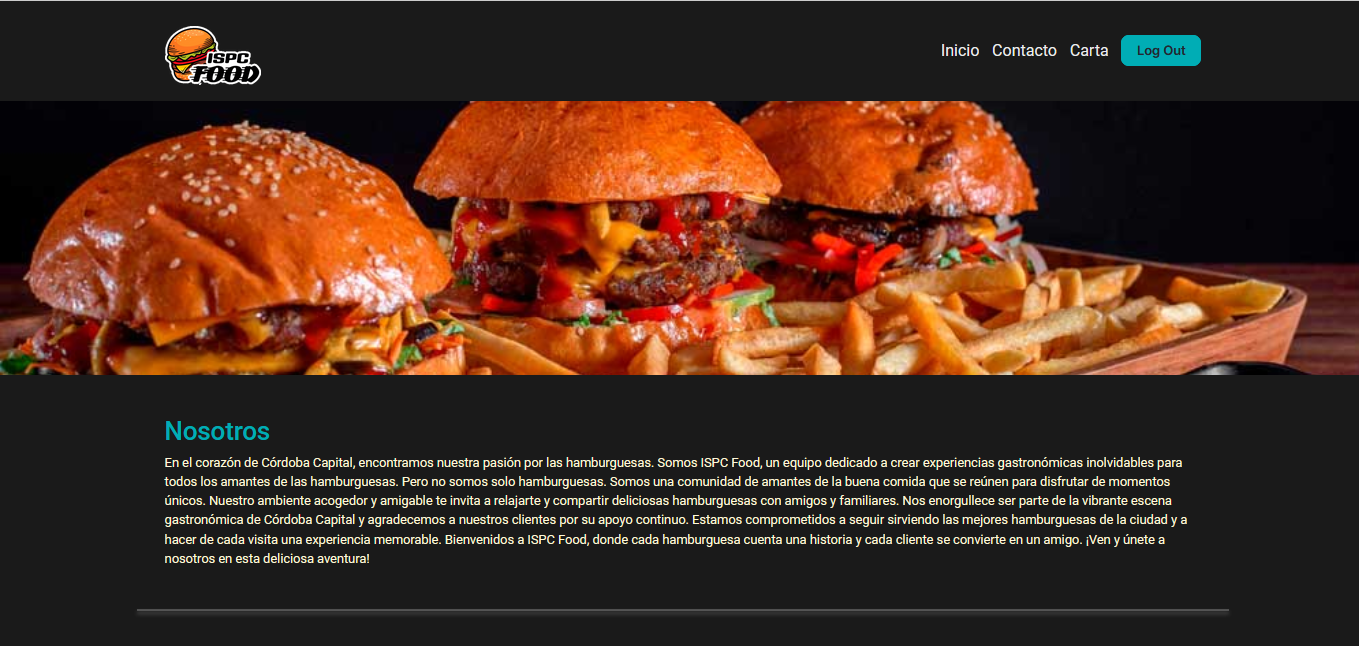 ISPC
FOOD
Inicio Contacto Carta Log Out
Nosotros
En el corazón de Córdoba Capital, encontramos nuestra pasión por las hamburguesas. Somos ISPC Food, un equipo dedicado a crear experiencias gastronómicas inolvidables para
todos los amantes de las hamburguesas. Pero no somos solo hamburguesas. Somos una comunidad de amantes de la buena comida que se reúnen para disfrutar de momentos
únicos. Nuestro ambiente acogedor y amigable te invita a relajarte y compartir deliciosas hamburguesas con amigos y familiares. Nos enorgullece ser parte de la vibrante escena
gastronómica de Córdoba Capital y agradecemos a nuestros clientes por su apoyo continuo. Estamos comprometidos a seguir sirviendo las mejores hamburguesas de la ciudad y a
hacer de cada visita una experiencia memorable. Bienvenidos a ISPC Food, donde cada hamburguesa cuenta una historia y cada cliente se convierte en un amigo. ¡Ven y únete a
nosotros en esta deliciosa aventura!